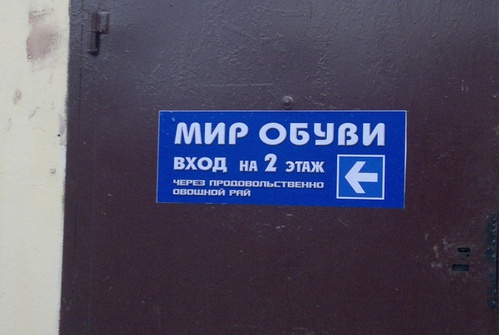 МИР ОБУВИ
ВХОД НА 2 ЭТАЖ
ЧЕРЕЗ ПРОДОВОЛЬСТВЕННО
ОВОЩНОЙ РАЙ